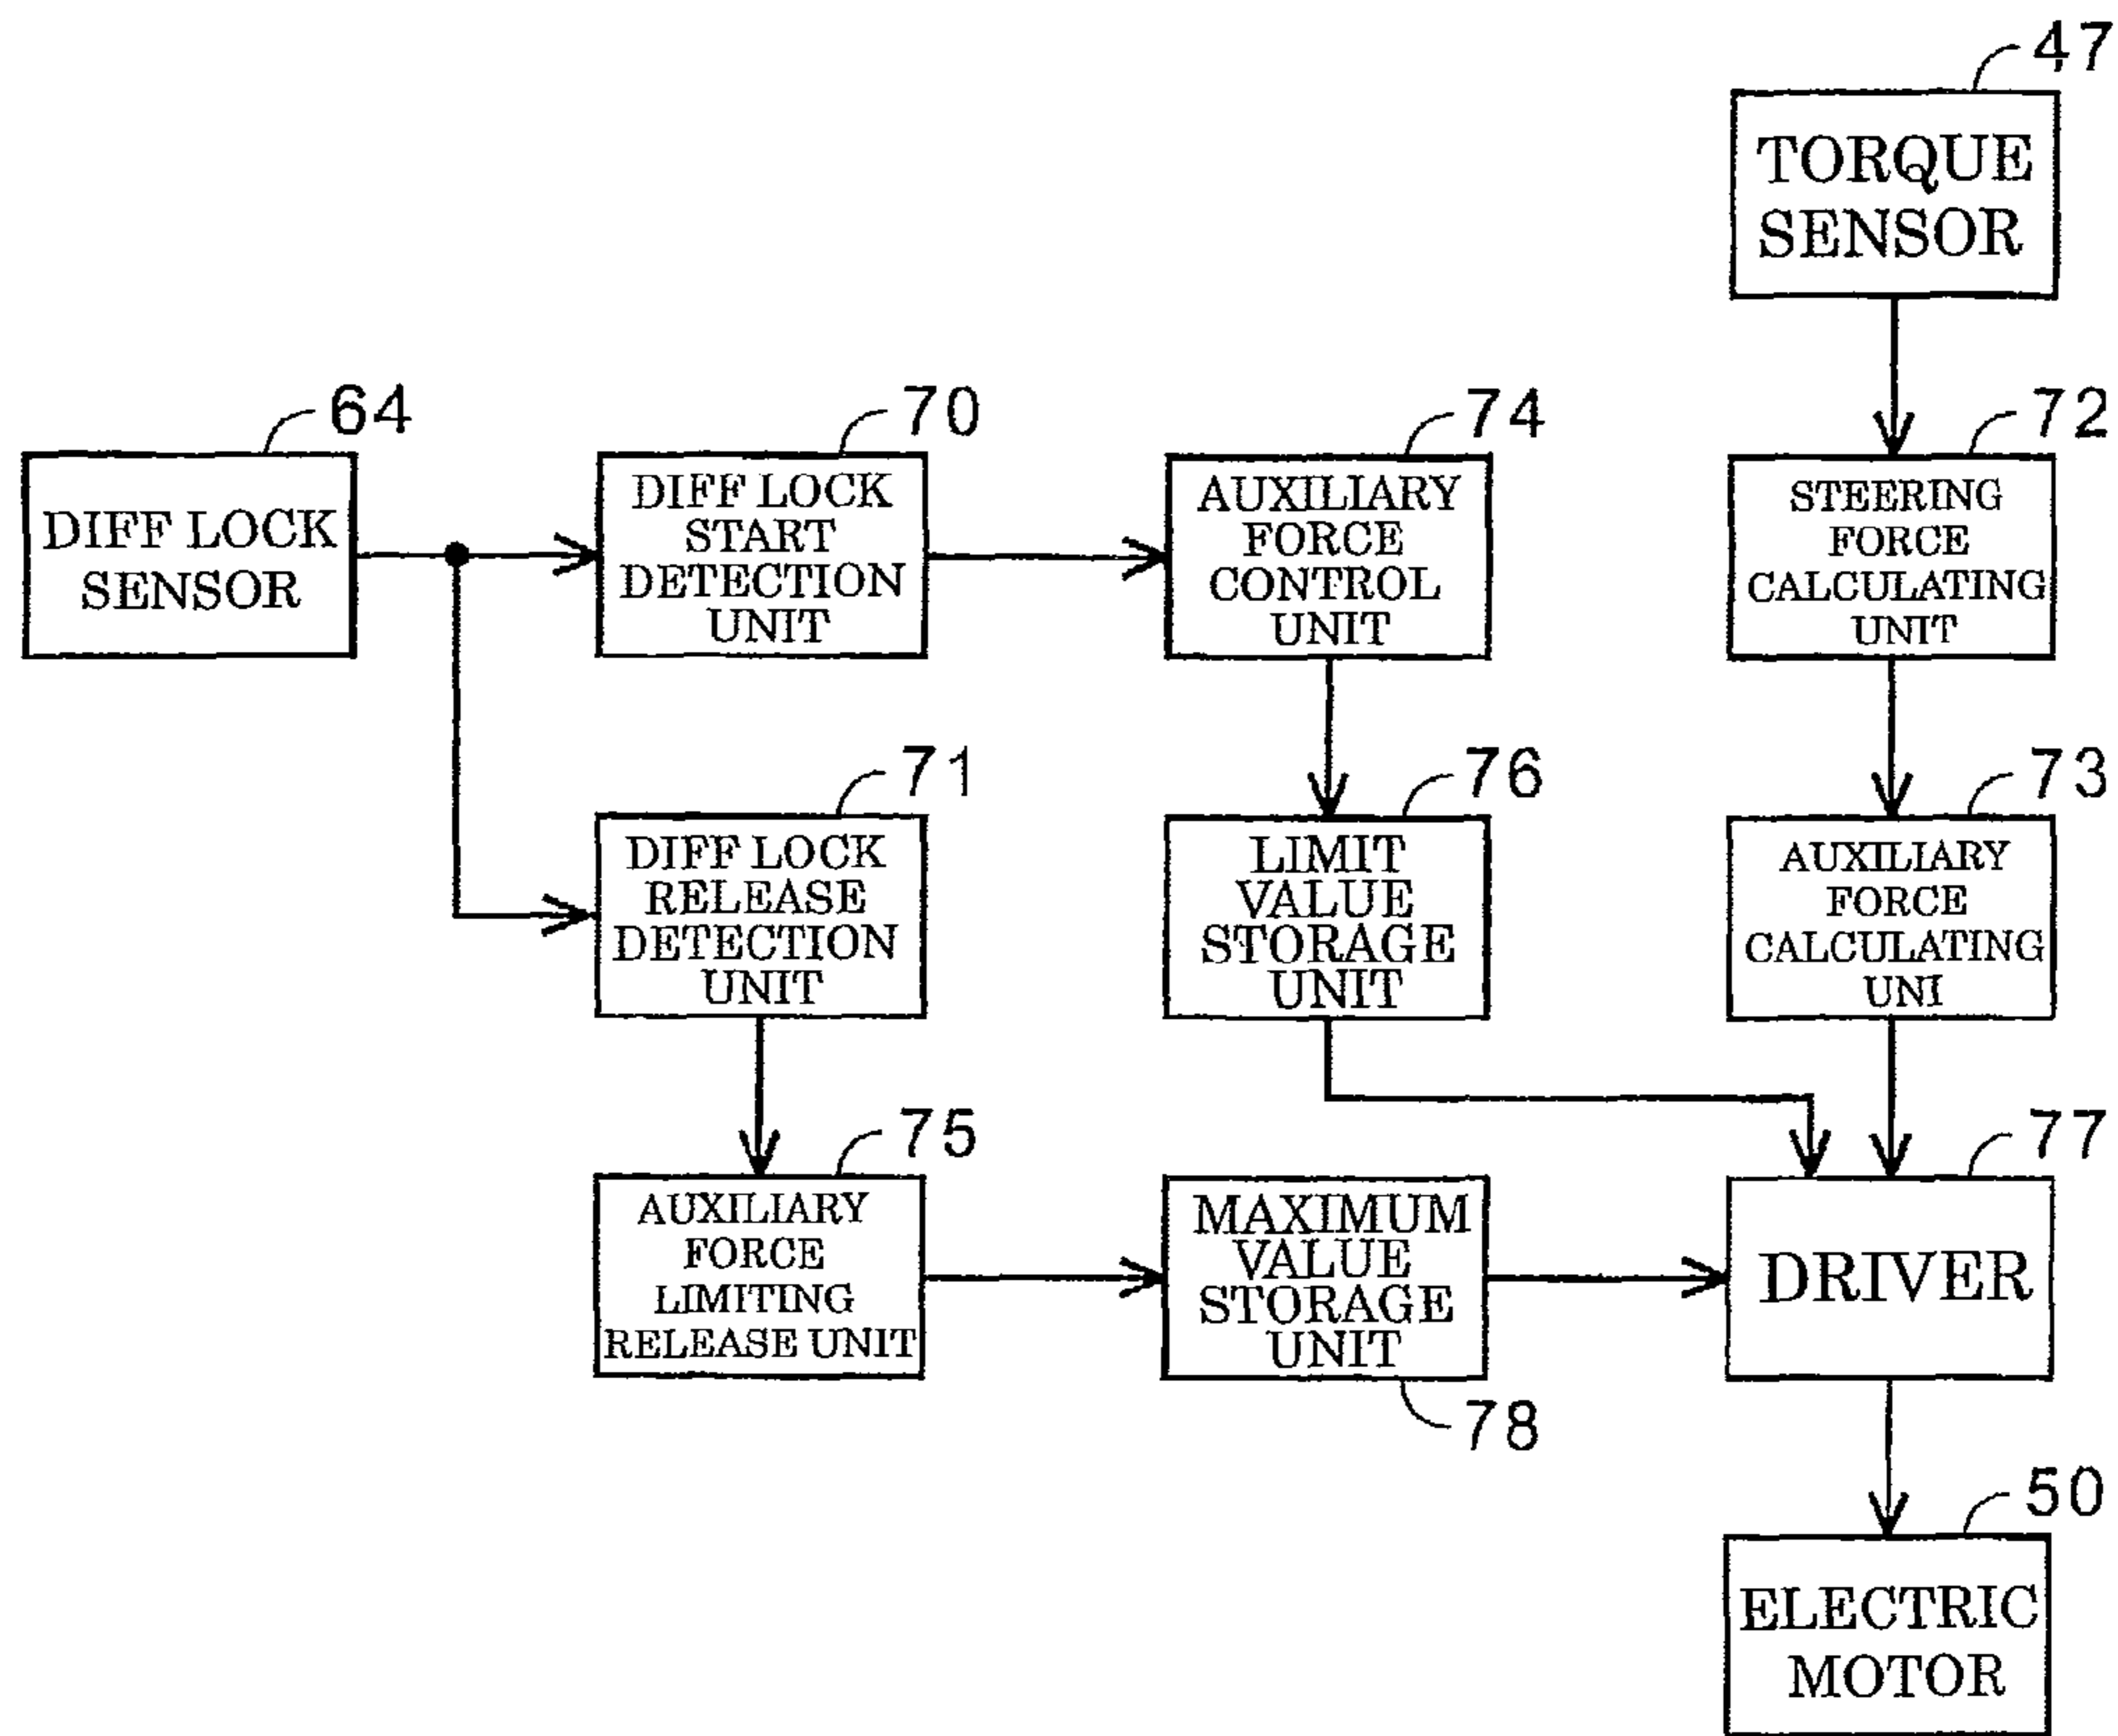 47
TORQUE
SENSOR
64
DIFF LOCK
SENSOR
70
DIFF LOCK
START
DETECTION
UNIT
74
AUXILIARY
FORCE
CONTROL
UNIT
72
STEERING
FORCE
CALCULATING
UNIT
71
DIFF LOCK
RELEASE
DETECTION
UNIT
76
LIMIT
VALUE
STORAGE
UNIT
73
AUXILIARY
FORCE
CALCULATING
UNI
75
AUXILIARY
FORCE
LIMITING
RELEASE UNIT
MAXIMUM
VALUE
STORAGE
UNIT
78
77
DRIVER
50
ELECTRIC
MOTOR